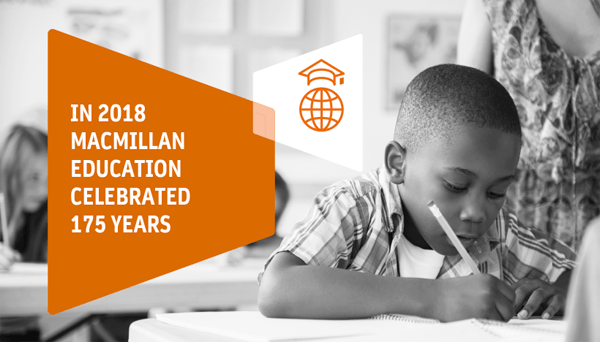 IN 2018
MACMILLAN
EDUCATION
CELEBRATED
175 YEARS